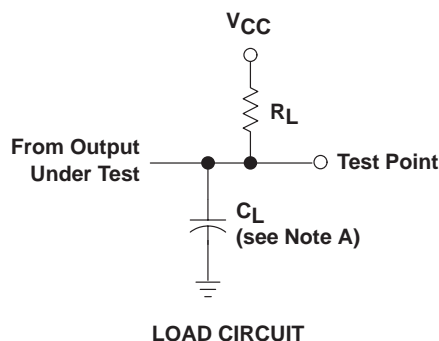 VCC
RL
From Output
Under Test
Test Point
CL
(see Note A)
LOAD CIRCUIT